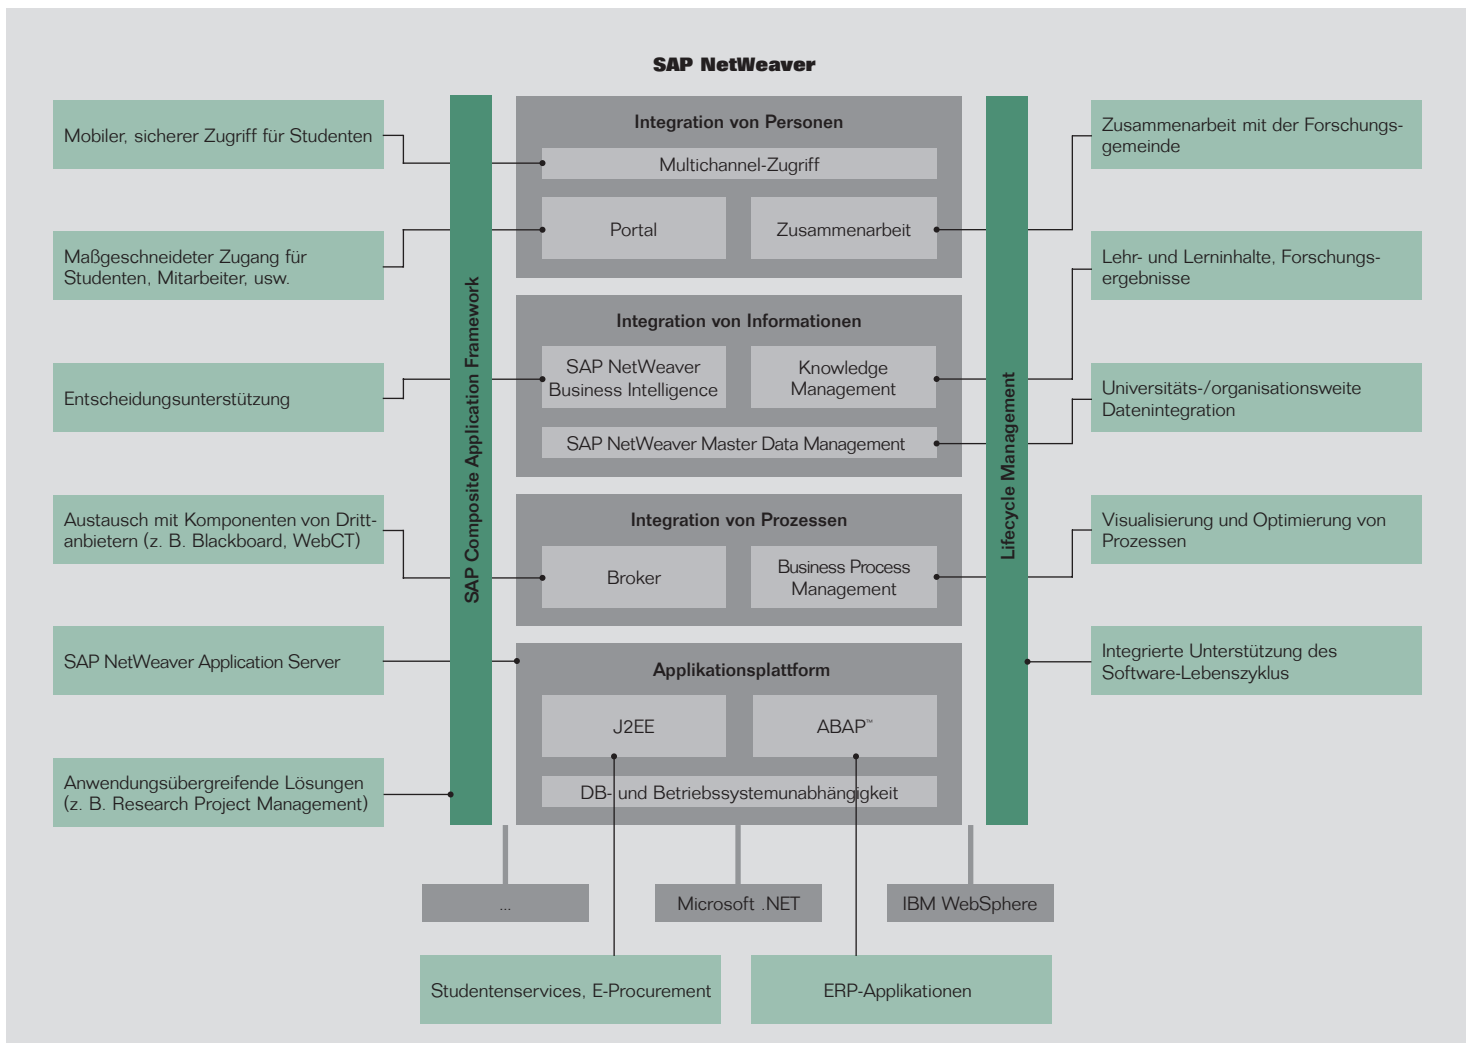 SAP NetWeaver
Mobiler, sicherer Zugriff für Studenten
Maßgeschneideter Zugang für
Studenten, Mitarbeiter, usw.
Entscheidungsunterstützung
Austausch mit Komponenten von Dritt-
anbietern (z. B. Blackboard, WebCT)
SAP NetWeaver Application Server
Anwendungsübergreifende Lösungen
(z. B. Research Project Management)
SAP Composite Application Framework
Integration von Personen
Multichannel-Zugriff
Portal
Zusammenarbeit
Integration von Informationen
SAP NetWeaver
Business Intelligence
Knowledge
Management
SAP NetWeaver Master Data Management
Integration von Prozessen
Broker
Business Process
Management
Applikationsplattform
J2EE
ABAP™
DB- und Betriebssystemunabhängigkeit
Lifecycle Management
Zusammenarbeit mit der Forschungs-
gemeinde
Lehr- und Lerninhalte, Forschungs-
ergebnisse
Universitäts-/organisationsweite
Datenintegration
Visualisierung und Optimierung von
Prozessen
Integrierte Unterstützung des
Software-Lebenszyklus
...
Microsoft .NET
IBM WebSphere
Studentenservices, E-Procurement
ERP-Applikationen